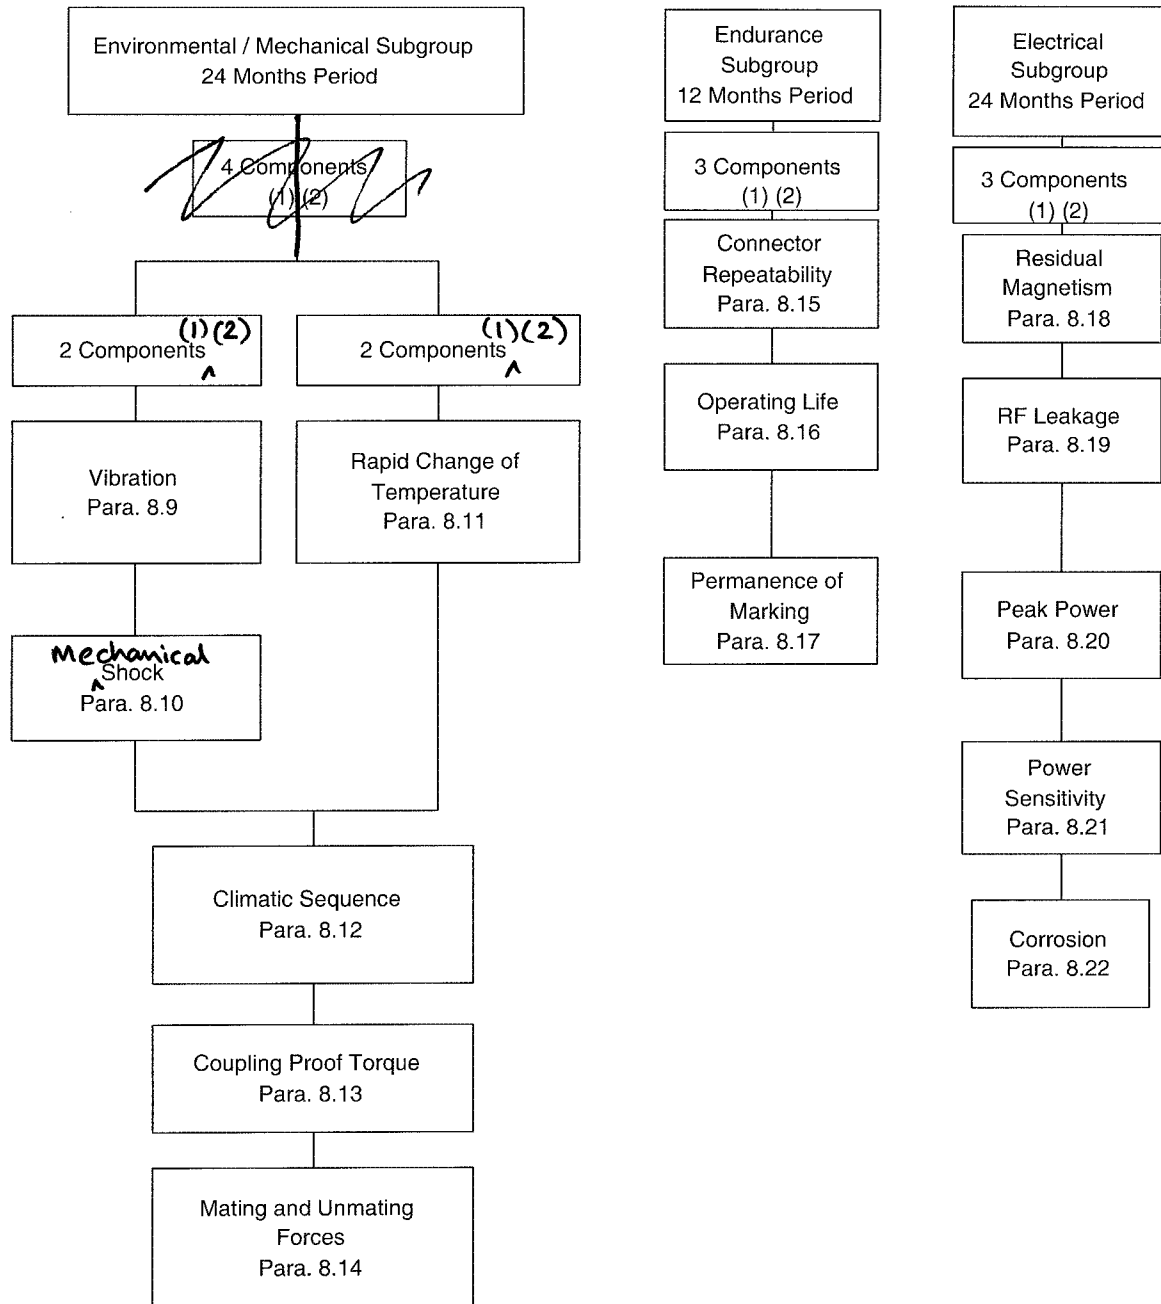 Environmental / Mechanical Subgroup
24 Months Period
4 Components
(1) (2)
2 Components ^ (1) (2)
2 Components ^ (1) (2)
Vibration
Para. 8.9
Rapid Change of
Temperature
Para. 8.11
Mechanical
^ Shock
Para. 8.10
Climatic Sequence
Para. 8.12
Coupling Proof Torque
Para. 8.13
Mating and Unmating
Forces
Para. 8.14
Endurance
Subgroup
12 Months Period
3 Components
(1) (2)
Connector
Repeatability
Para. 8.15
Operating Life
Para. 8.16
Permanence of
Marking
Para. 8.17
Electrical
Subgroup
24 Months Period
3 Components
(1) (2)
Residual
Magnetism
Para. 8.18
RF Leakage
Para. 8.19
Peak Power
Para. 8.20
Power
Sensitivity
Para. 8.21
Corrosion
Para. 8.22